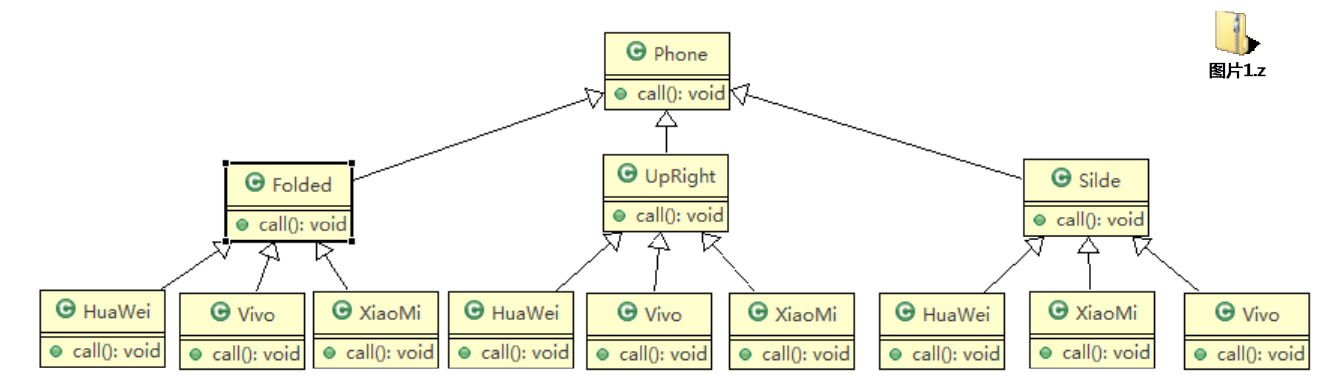 Phone
call(): void
图片1.z
Folded
call(): void
UpRight
call(): void
Silde
call(): void
HuaWei
call(): void
Vivo
call(): void
XiaoMi
call(): void
HuaWei
call(): void
Vivo
call(): void
XiaoMi
call(): void
HuaWei
call(): void
XiaoMi
call(): void
Vivo
call(): void